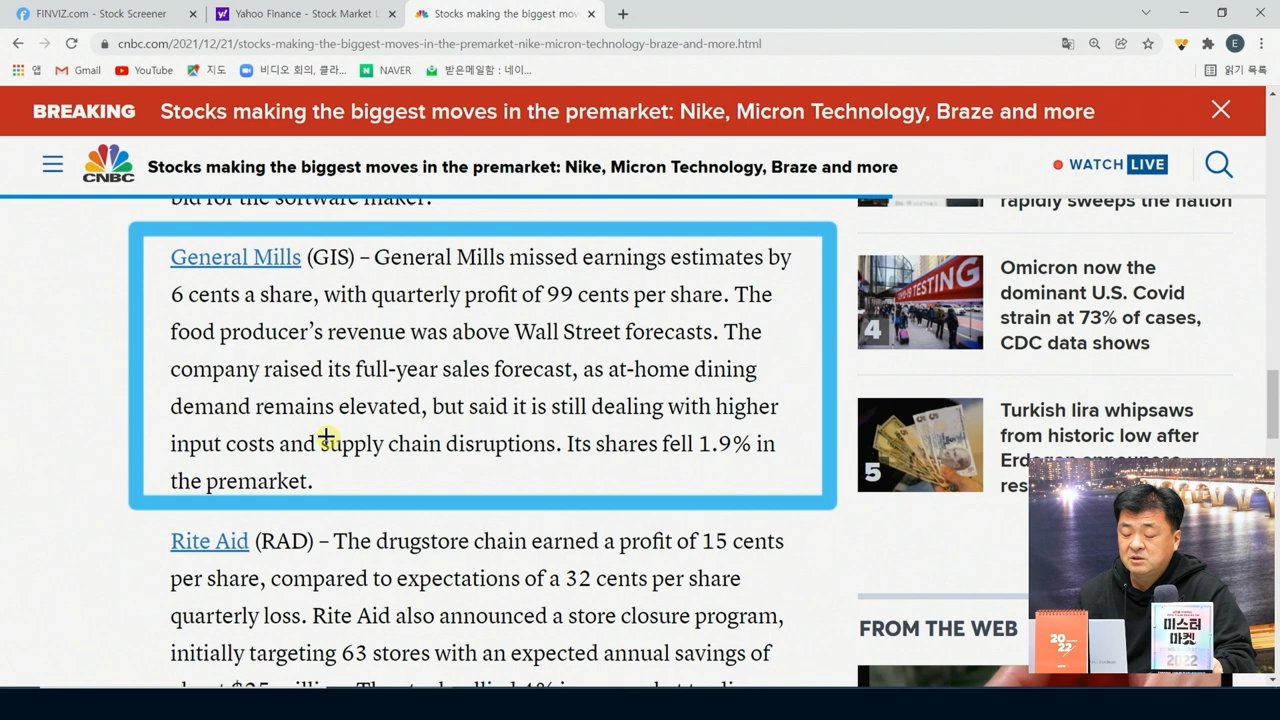 FINVIZ.com - Stock Screener
Yahoo Finance - Stock Market
Stocks making the biggest mov
cnbc.com/2021/12/21/stocks-making-the-biggest-moves-in-the-premarket-nike-micron-technology-braze-and-more.html
E
앱
Gmail
YouTube
지도
비디오 회의, 클라...
NAVER
받은메일함 : 네이...
읽기 목록
BREAKING Stocks making the biggest moves in the premarket: Nike, Micron Technology, Braze and more
CNBC
Stocks making the biggest moves in the premarket: Nike, Micron Technology, Braze and more
WATCH LIVE
bid for the software maker.
General Mills (GIS) – General Mills missed earnings estimates by
6 cents a share, with quarterly profit of 99 cents per share. The
food producer’s revenue was above Wall Street forecasts. The
company raised its full-year sales forecast, as at-home dining
demand remains elevated, but said it is still dealing with higher
input costs and supply chain disruptions. Its shares fell 1.9% in
the premarket.
Rite Aid (RAD) – The drugstore chain earned a profit of 15 cents
per share, compared to expectations of a 32 cents per share
quarterly loss. Rite Aid also announced a store closure program,
initially targeting 63 stores with an expected annual savings of
rapidly sweeps the nation
TESTING
4
Omicron now the
dominant U.S. Covid
strain at 73% of cases,
CDC data shows
5
Turkish lira whipsaws
from historic low after
FROM THE WEB
20
22
미스터
마켓
2022